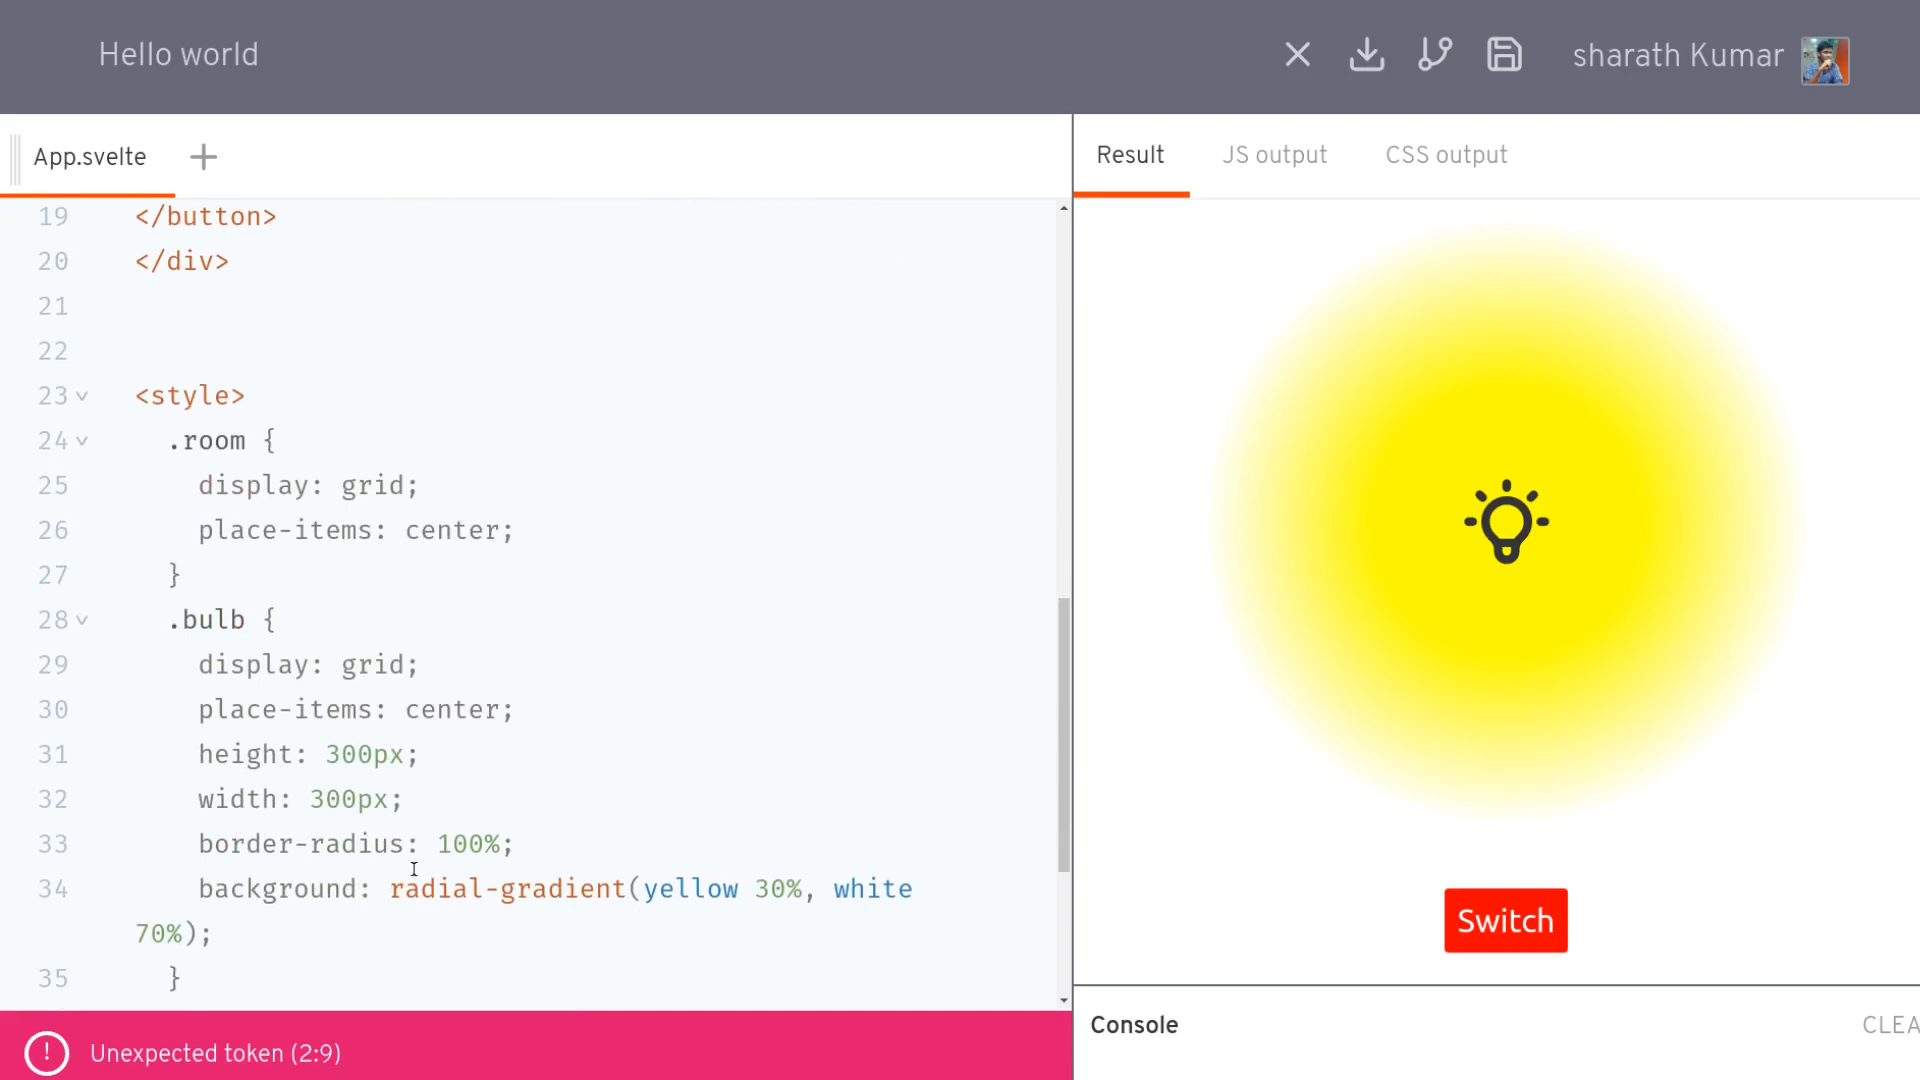 Hello world
sharath Kumar
App.svelte
Result JS output CSS output
19 </button>
20 </div>
21
22
23 <style>
24 .room {
25 display: grid;
26 place-items: center;
27 }
28 .bulb {
29 display: grid;
30 place-items: center;
31 height: 300px;
32 width: 300px;
33 border-radius: 100%;
34 background: radial-gradient(yellow 30%, white
70%);
35 }
Switch
Console CLEA
! Unexpected token (2:9)